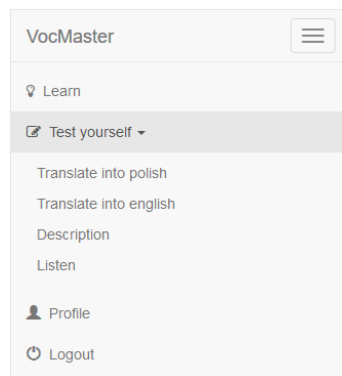 VocMaster
Learn
Test yourself
Translate into polish
Translate into english
Description
Listen
Profile
Logout